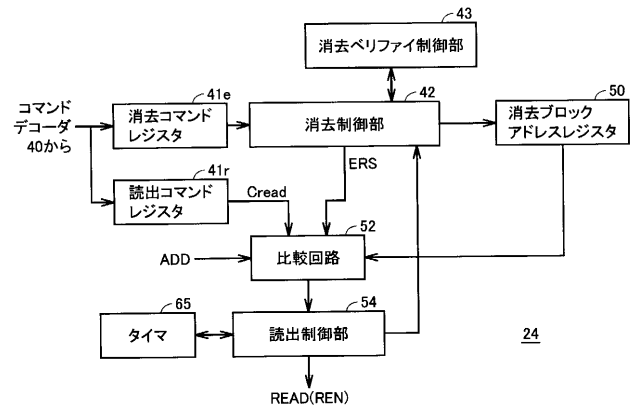 43
消去ベリファイ制御部
コマンド
デコーダ
40から
41e
消去コマンド
レジスタ
42
消去制御部
50
消去ブロック
アドレスレジスタ
41r
読出コマンド
レジスタ
Cread
ERS
52
ADD
比較回路
65
タイマ
54
読出制御部
24
READ(REN)